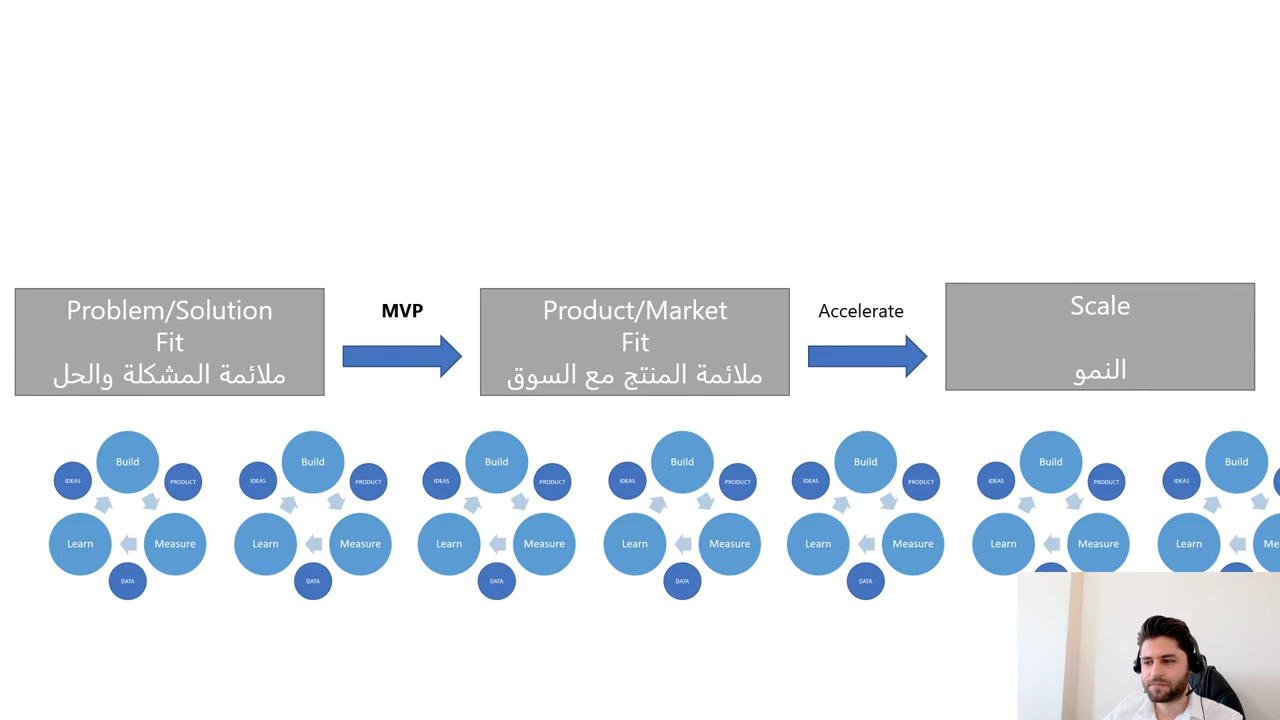 Problem/Solution
Fit
ملائمة المشكلة والحل
MVP
Product/Market
Fit
ملائمة المنتج مع السوق
Accelerate
Scale
النمو
Build
IDEAS
PRODUCT
Learn
Measure
DATA
Build
IDEAS
PRODUCT
Learn
Measure
DATA
Build
IDEAS
PRODUCT
Learn
Measure
DATA
Build
IDEAS
PRODUCT
Learn
Measure
DATA
Build
IDEAS
PRODUCT
Learn
Measure
DATA
Build
IDEAS
PRODUCT
Learn
Measure
Build
IDEAS
Learn